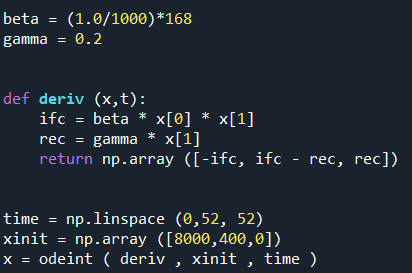 beta = (1.0/1000)*168
gamma = 0.2
def deriv (x,t):
    ifc = beta * x[0] * x[1]
    rec = gamma * x[1]
    return np.array ([-ifc, ifc - rec, rec])
time = np.linspace (0,52, 52)
xinit = np.array ([8000,400,0])
x = odeint ( deriv , xinit , time )